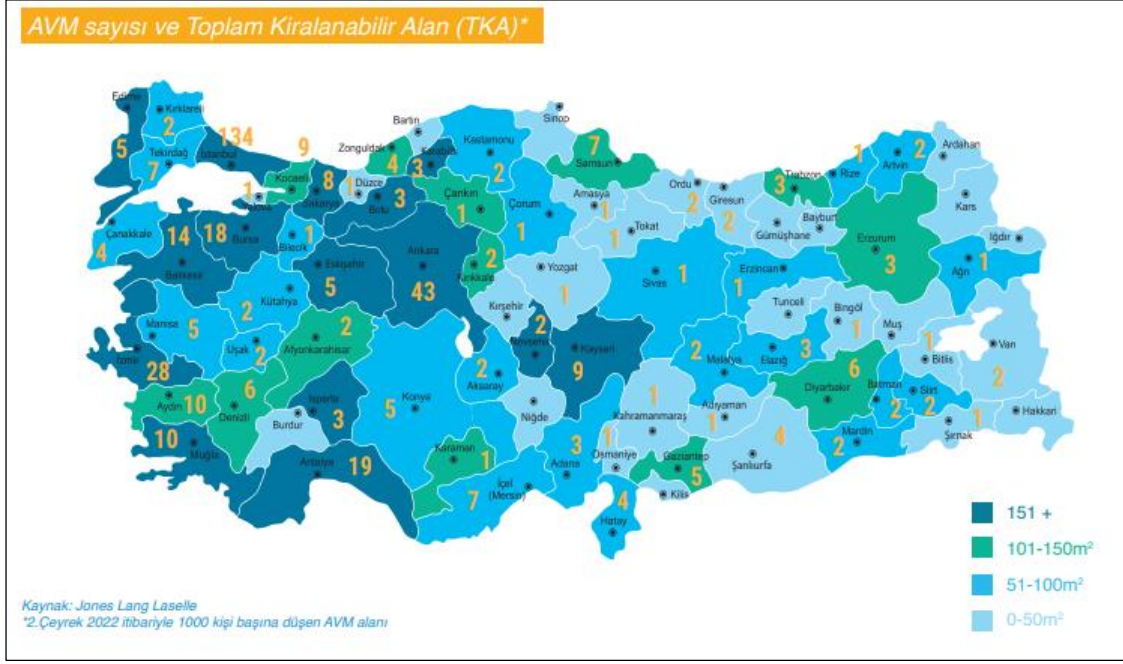 AVM sayısı ve Toplam Kiralanabilir Alan (TKA)*
Edirne
5
Kırklareli
2
Tekirdağ
7
134
İstanbul
9
Kocaeli
1
Yalova
8
Sakarya
1
Düzce
Zonguldak
4
Bartın
3
Karabük
Bolu
3
Kastamonu
2
Çankırı
1
Sinop
7
Samsun
Çorum
1
Amasya
1
Tokat
1
Ordu
2
Giresun
2
Gümüşhane
Bayburt
3
Trabzon
1
Rize
Artvin
2
Ardahan
Kars
Iğdır
Ağrı
1
Erzurum
3
Erzincan
1
Sivas
1
Yozgat
1
Kırıkkale
2
Kırşehir
Ankara
43
Eskişehir
5
Bilecik
1
18
Bursa
14
Balıkesir
Çanakkale
4
Kütahya
2
Manisa
5
İzmir
28
Uşak
2
Afyonkarahisar
2
Aydın
10
Denizli
6
10
Muğla
Burdur
Isparta
3
Antalya
19
Konya
5
Karaman
1
Aksaray
2
Niğde
2
Nevşehir
Kayseri
9
İçel
(Mersin)
7
Adana
3
Hatay
4
Osmaniye
1
Kahramanmaraş
1
Gaziantep
5
Kilis
Adıyaman
1
Malatya
2
Elazığ
3
Tunceli
Bingöl
1
Muş
Bitlis
1
Van
2
Hakkari
Şırnak
1
Siirt
2
Batman
2
Mardin
2
Diyarbakır
6
Şanlıurfa
4
151 +
101-150m²
51-100m²
0-50m²
Kaynak: Jones Lang Laselle
*2.Çeyrek 2022 itibariyle 1000 kişi başına düşen AVM alanı